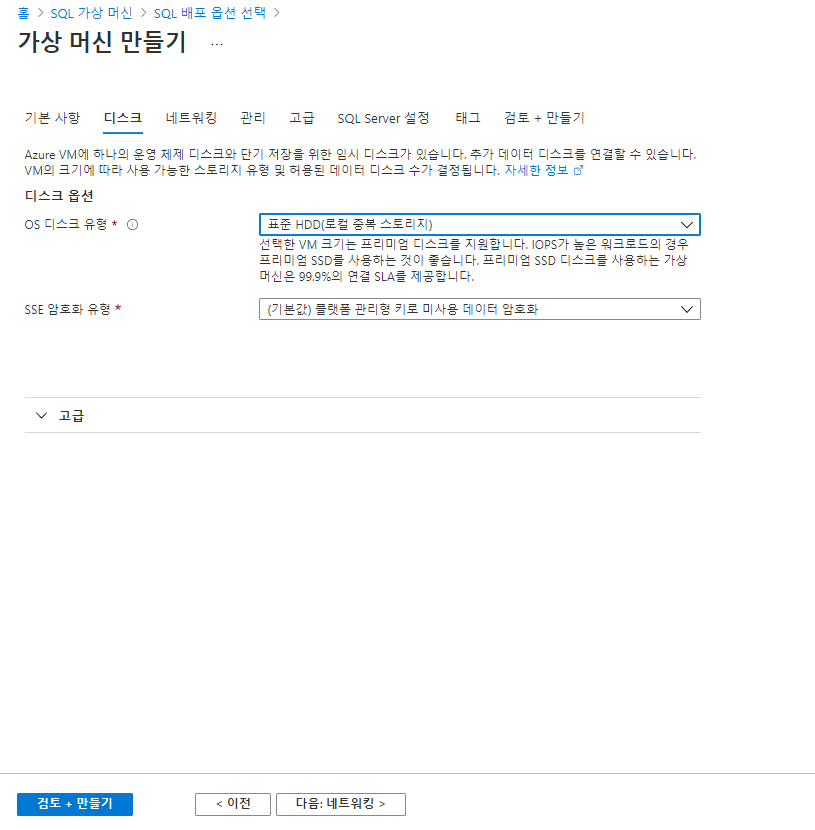 홈 > SQL 가상 머신 > SQL 배포 옵션 선택 >
가상 머신 만들기 ...
기본 사항 디스크 네트워킹 관리 고급 SQL Server 설정 태그 검토 + 만들기
Azure VM에 하나의 운영 체제 디스크와 단기 저장을 위한 임시 디스크가 있습니다. 추가 데이터 디스크를 연결할 수 있습니다.
VM의 크기에 따라 사용 가능한 스토리지 유형 및 허용된 데이터 디스크 수가 결정됩니다. 자세한 정보
디스크 옵션
OS 디스크 유형 * 표준 HDD(로컬 중복 스토리지)
선택한 VM 크기는 프리미엄 디스크를 지원합니다. IOPS가 높은 워크로드의 경우
프리미엄 SSD를 사용하는 것이 좋습니다. 프리미엄 SSD 디스크를 사용하는 가상
머신은 99.9%의 연결 SLA를 제공합니다.
SSE 암호화 유형 * (기본값) 플랫폼 관리형 키로 미사용 데이터 암호화
고급
검토 + 만들기 < 이전 다음: 네트워킹 >